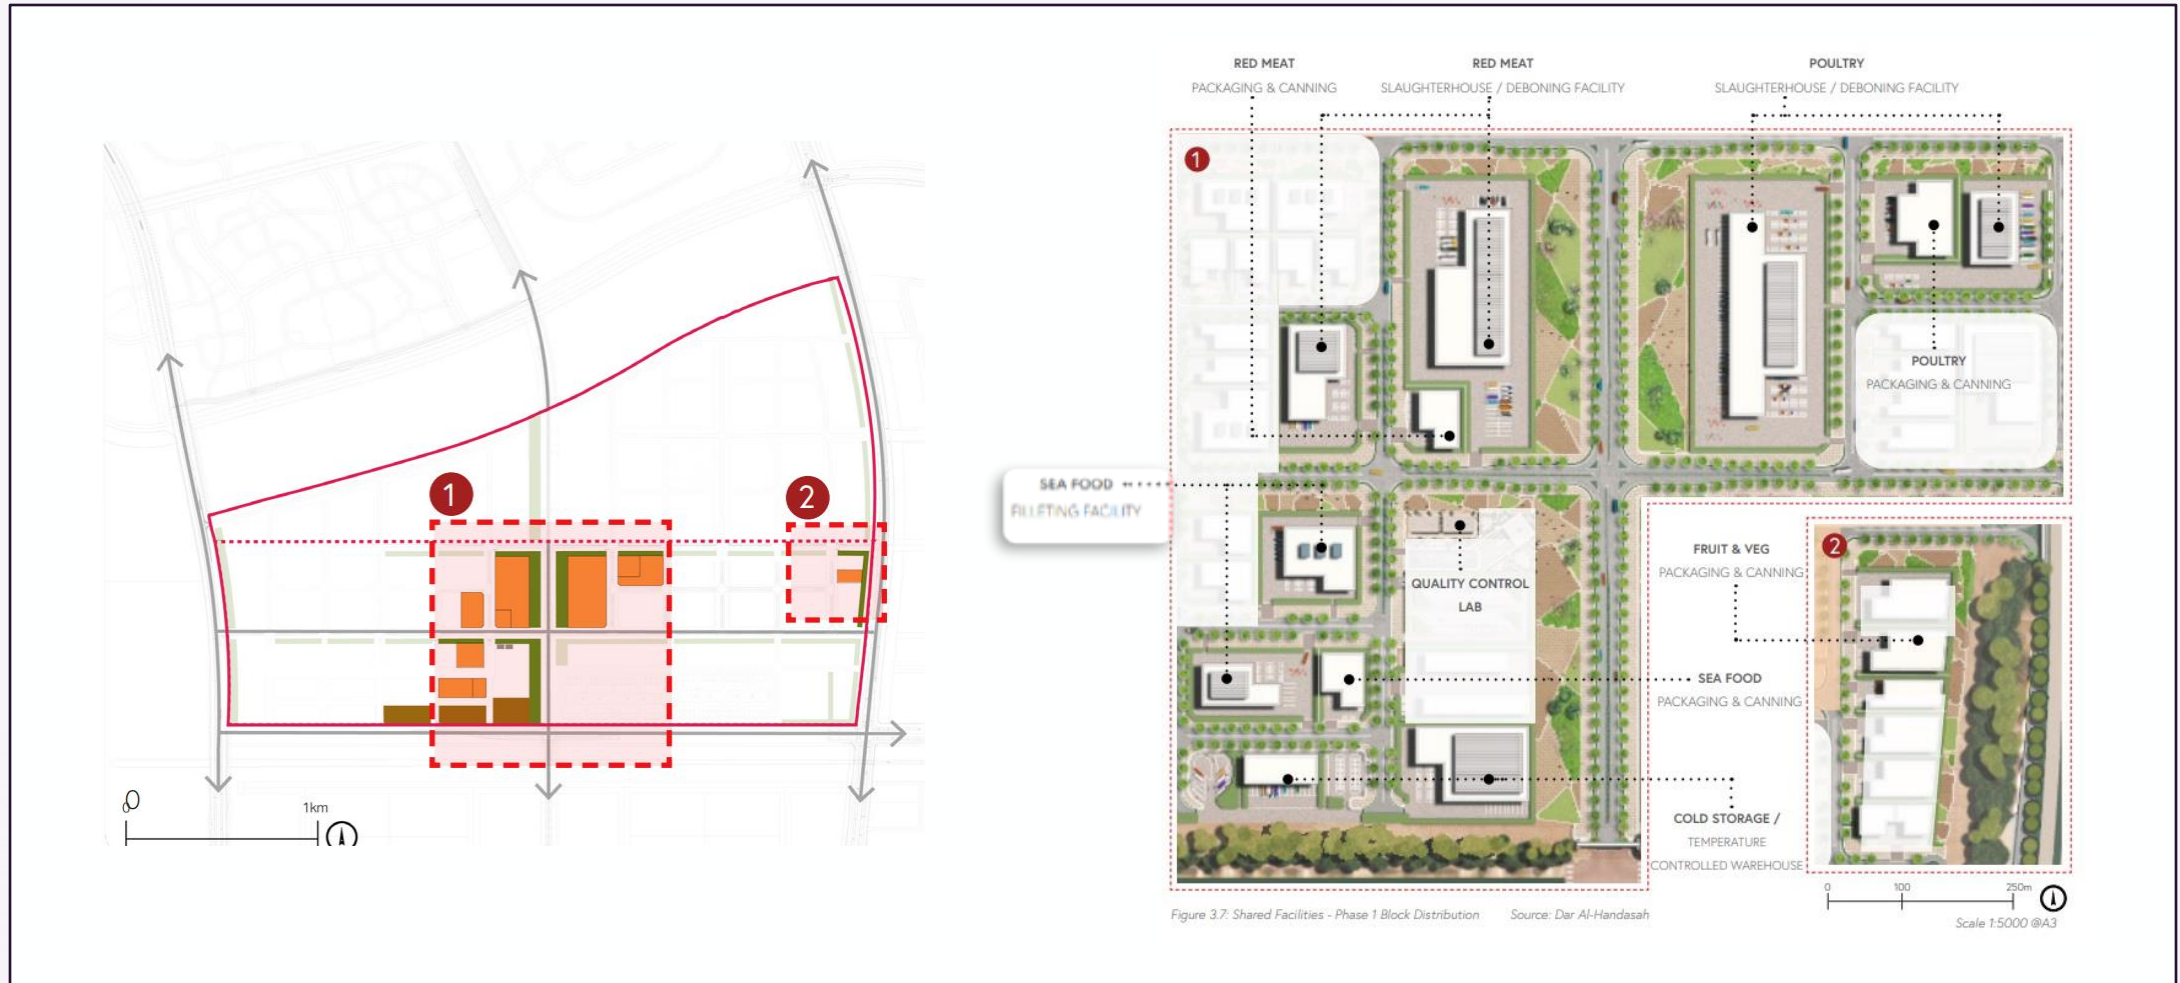 1
2
0
1km
RED MEAT
PACKAGING & CANNING
RED MEAT
SLAUGHTERHOUSE / DEBONING FACILITY
POULTRY
SLAUGHTERHOUSE / DEBONING FACILITY
1
POULTRY
PACKAGING & CANNING
SEA FOOD
FILLETING FACILITY
QUALITY CONTROL
LAB
FRUIT & VEG
PACKAGING & CANNING
2
SEA FOOD
PACKAGING & CANNING
COLD STORAGE /
TEMPERATURE
CONTROLLED WAREHOUSE
0 100 250m
Figure 3.7: Shared Facilities - Phase 1 Block Distribution Source: Dar Al-Handasah
Scale 1:5000 @A3